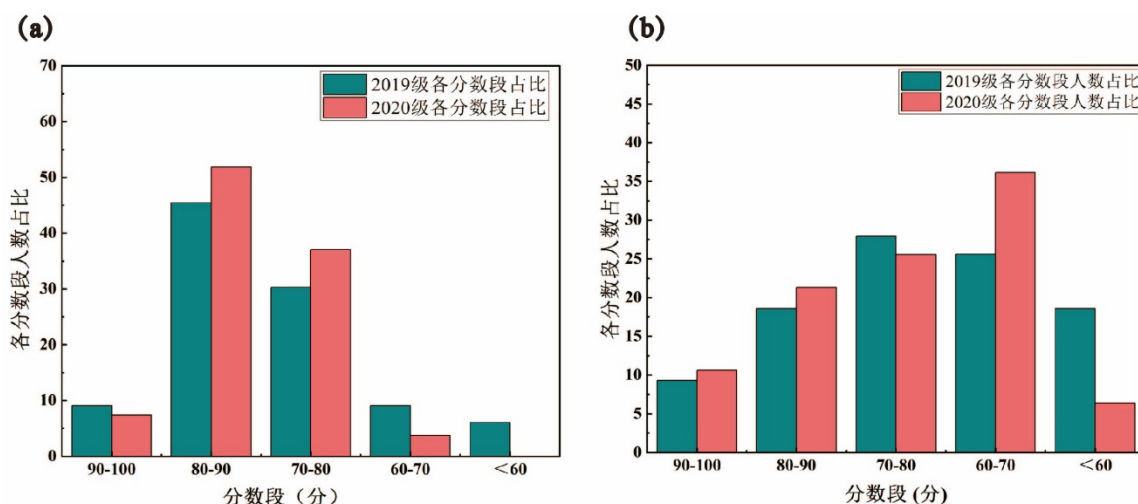 (a)
70
60
50
40
30
20
10
0
各分数段人数占比
2019级各分数段占比
2020级各分数段占比
90-100 80-90 70-80 60-70 ＜60
分数段（分）
(b)
50
45
40
35
30
25
20
15
10
5
0
各分数段人数占比
2019级各分数段人数占比
2020级各分数段人数占比
90-100 80-90 70-80 60-70 ＜60
分数段 (分)